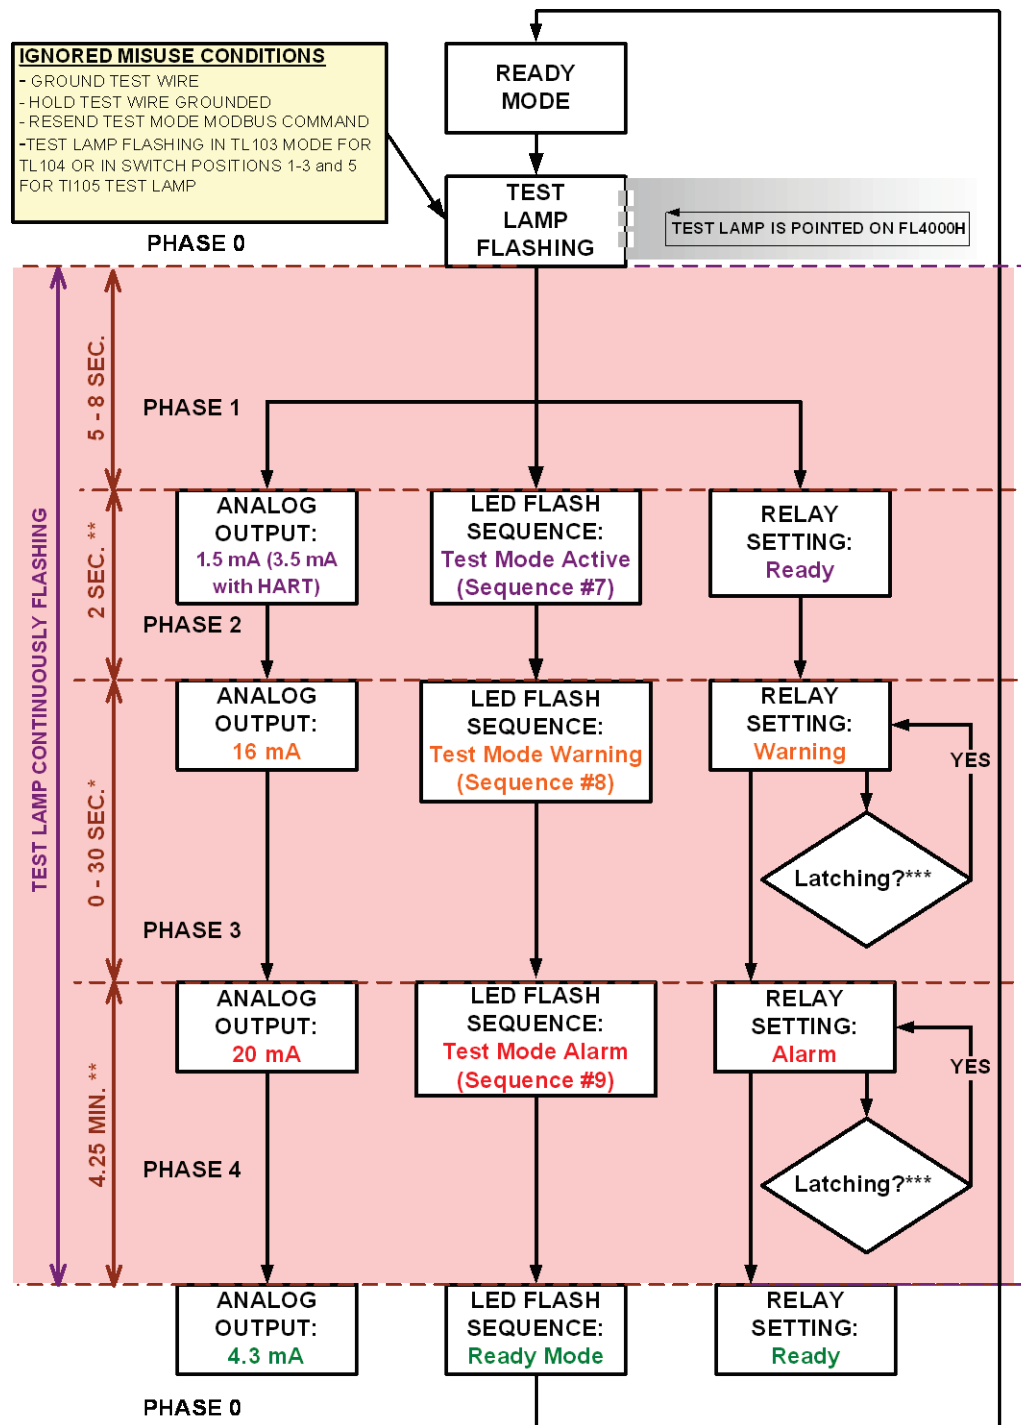 IGNORED MISUSE CONDITIONS
- GROUND TEST WIRE
- HOLD TEST WIRE GROUNDED
- RESEND TEST MODE MODBUS COMMAND
-TEST LAMP FLASHING IN TL103 MODE FOR
TL104 OR IN SWITCH POSITIONS 1-3 and 5
FOR Tl105 TEST LAMP
READY
MODE
TEST
LAMP
FLASHING
TEST LAMP IS POINTED ON FL4000H
PHASE 0
TEST LAMP CONTINUOUSLY FLASHING
5 - 8 SEC.
PHASE 1
2 SEC. **
ANALOG
OUTPUT:
1.5 mA (3.5 mA
with HART)
LED FLASH
SEQUENCE:
Test Mode Active
(Sequence #7)
RELAY
SETTING:
Ready
PHASE 2
0 - 30 SEC.*
ANALOG
OUTPUT:
16 mA
LED FLASH
SEQUENCE:
Test Mode Warning
(Sequence #8)
RELAY
SETTING:
Warning
YES
Latching?***
PHASE 3
4.25 MIN. **
ANALOG
OUTPUT:
20 mA
LED FLASH
SEQUENCE:
Test Mode Alarm
(Sequence #9)
RELAY
SETTING:
Alarm
YES
Latching?***
PHASE 4
ANALOG
OUTPUT:
4.3 mA
LED FLASH
SEQUENCE:
Ready Mode
RELAY
SETTING:
Ready
PHASE 0